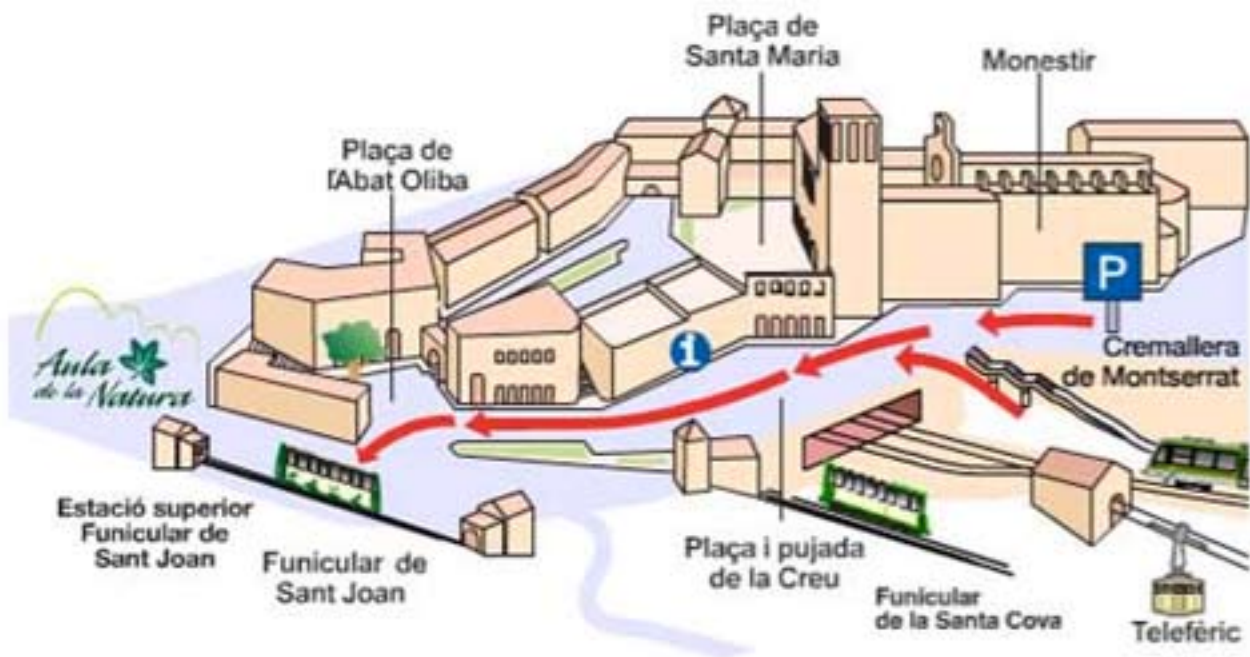 Plaça de
Santa Maria
Monestir
Plaça de
l'Abat Oliba
P
i
Cremallera
de Montserrat
Aula
de la Natura
Estació superior
Funicular de
Sant Joan
Funicular de
Sant Joan
Plaça i pujada
de la Creu
Funicular
de la Santa Cova
Telefèric